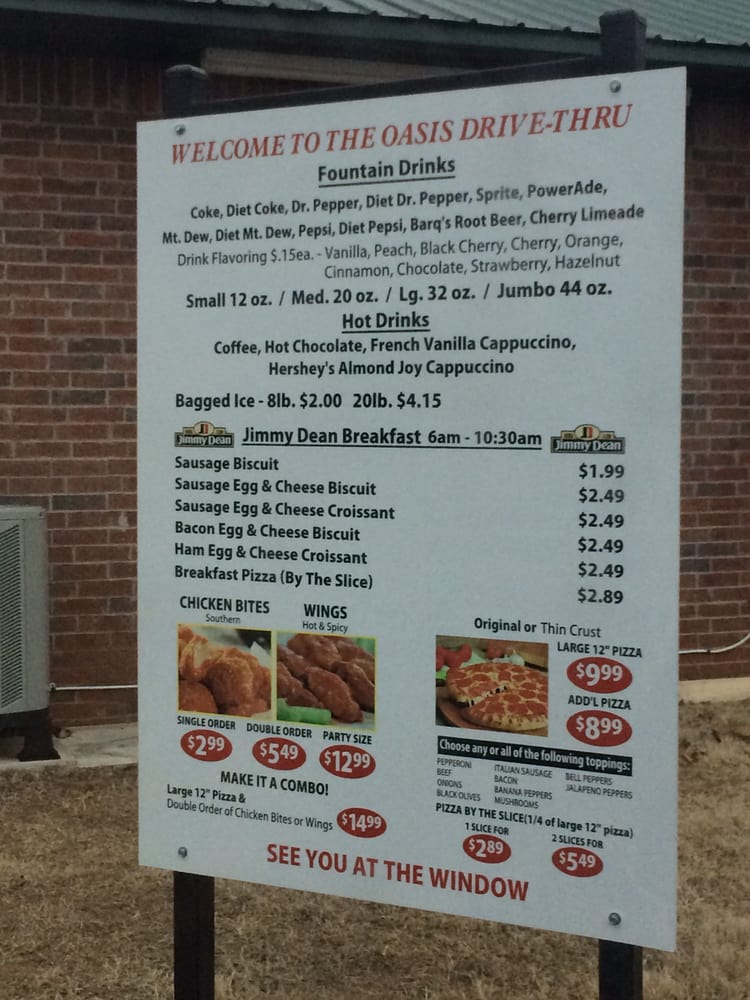 WELCOME TO THE OASIS DRIVE-THRU
Fountain Drinks
Coke, Diet Coke, Dr. Pepper, Diet Dr. Pepper, Sprite, PowerAde,
Mt. Dew, Diet Mt. Dew, Pepsi, Diet Pepsi, Barq's Root Beer, Cherry Limeade
Drink Flavoring $.15ea. - Vanilla, Peach, Black Cherry, Cherry, Orange,
Cinnamon, Chocolate, Strawberry, Hazelnut
Small 12 oz. / Med. 20 oz. / Lg. 32 oz. / Jumbo 44 oz.
Hot Drinks
Coffee, Hot Chocolate, French Vanilla Cappuccino,
Hershey's Almond Joy Cappuccino
Bagged Ice - 8lb. $2.00 20lb. $4.15
Jimmy Dean Jimmy Dean Breakfast 6am - 10:30am Jimmy Dean
Sausage Biscuit $1.99
Sausage Egg & Cheese Biscuit $2.49
Sausage Egg & Cheese Croissant $2.49
Bacon Egg & Cheese Biscuit $2.49
Ham Egg & Cheese Croissant $2.49
Breakfast Pizza (By The Slice) $2.89
CHICKEN BITES WINGS
Southern Hot & Spicy
SINGLE ORDER DOUBLE ORDER PARTY SIZE
$2.99 $5.49 $12.99
MAKE IT A COMBO!
Large 12" Pizza &
Double Order of Chicken Bites or Wings $14.99
Original or Thin Crust
LARGE 12" PIZZA
$9.99
ADD'L PIZZA
$8.99
Choose any or all of the following toppings:
PEPPERONI ITALIAN SAUSAGE BELL PEPPERS
BEEF BACON JALAPENO PEPPERS
ONIONS BANANA PEPPERS
BLACK OLIVES MUSHROOMS
PIZZA BY THE SLICE(1/4 of large 12" pizza)
1 SLICE FOR 2 SLICES FOR
$2.89 $5.49
SEE YOU AT THE WINDOW